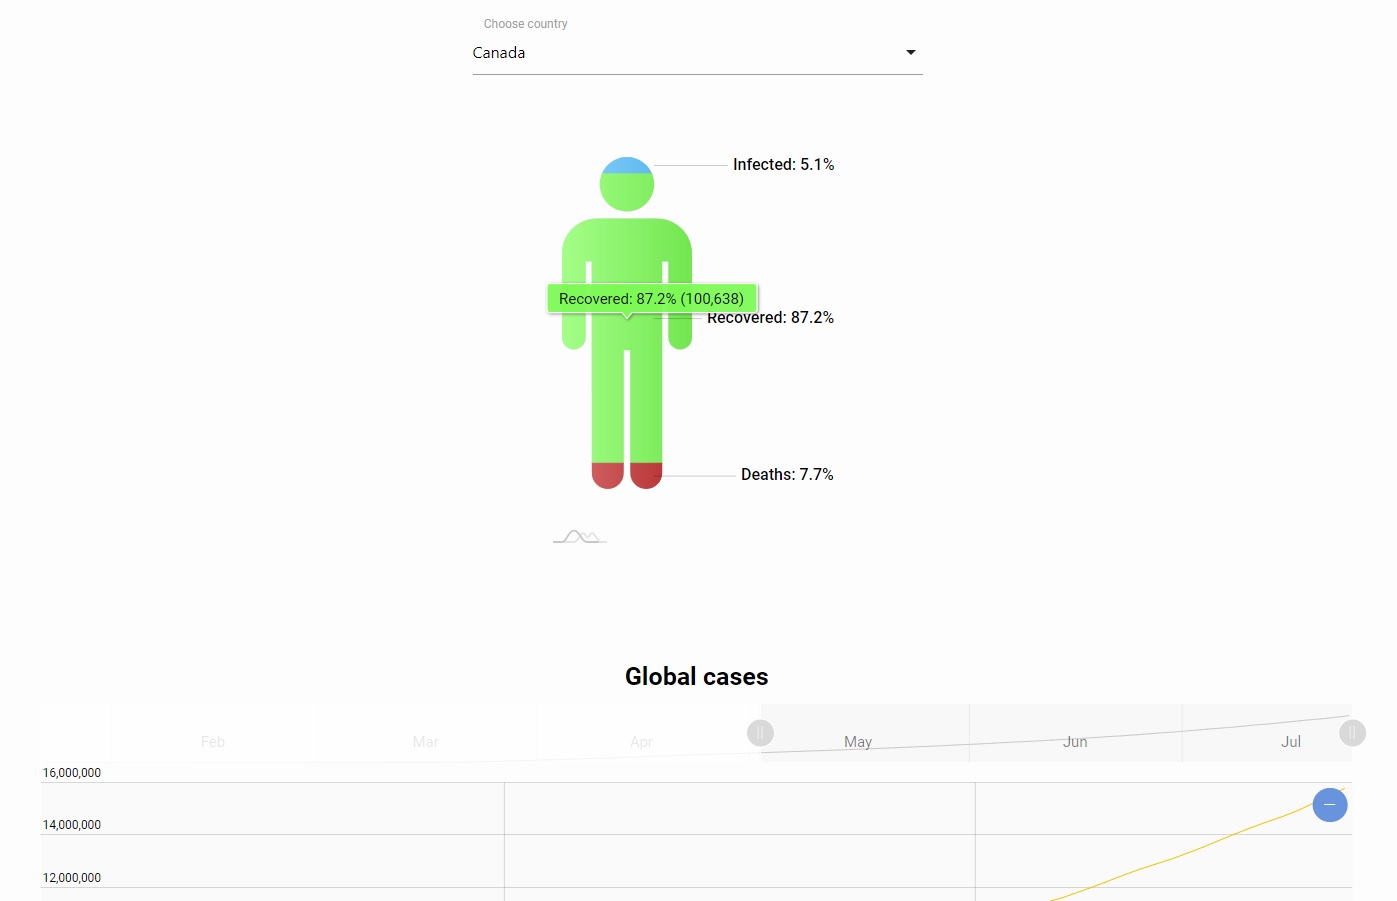 Choose country
Canada
Infected: 5.1%
Recovered: 87.2% (100,638)
Recovered: 87.2%
Deaths: 7.7%
Global cases
Feb Mar Apr May Jun Jul
16,000,000
14,000,000
12,000,000